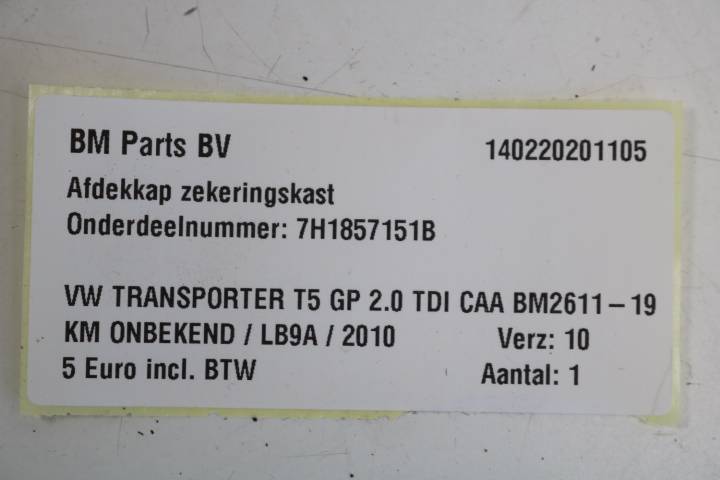 BM Parts BV 140220201105
Afdekkap zekeringskast
Onderdeelnummer: 7H1857151B
VW TRANSPORTER T5 GP 2.0 TDI CAA BM2611-19
KM ONBEKEND / LB9A / 2010 Verz: 10
5 Euro incl. BTW Aantal: 1